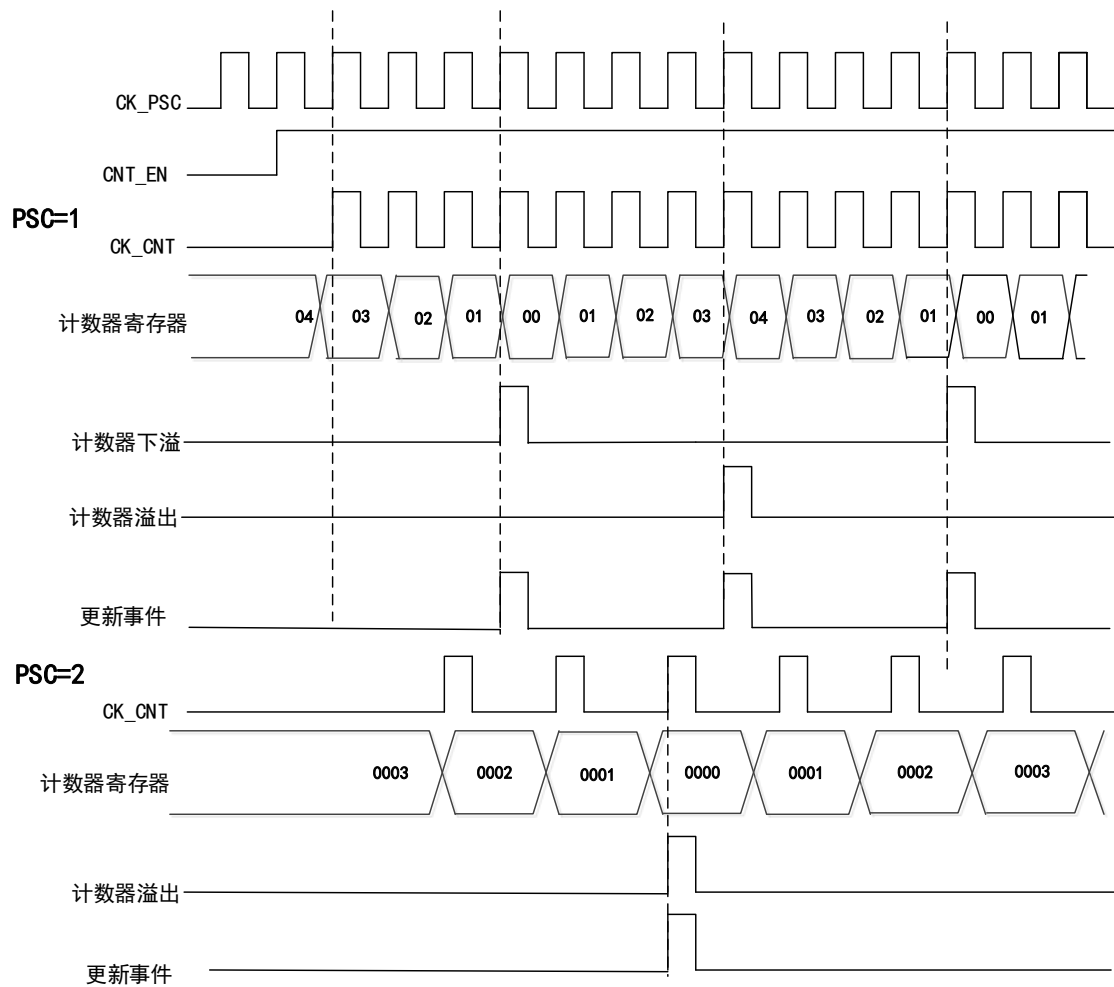 CK_PSC
CNT_EN
PSC=1
CK_CNT
计数器寄存器 04 03 02 01 00 01 02 03 04 03 02 01 00 01
计数器下溢
计数器溢出
更新事件
PSC=2
CK_CNT
计数器寄存器 0003 0002 0001 0000 0001 0002 0003
计数器溢出
更新事件